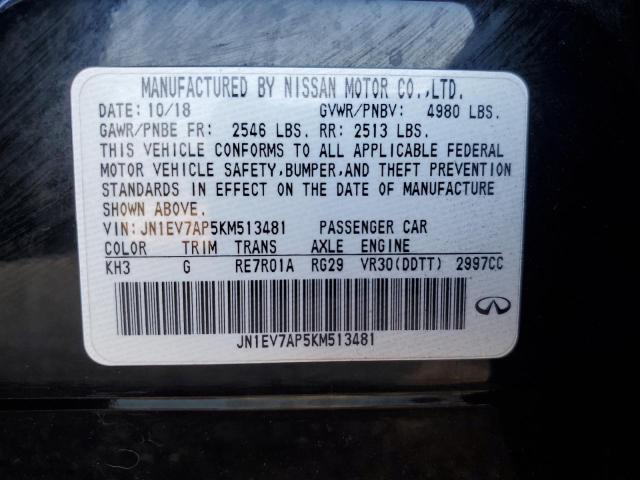 MANUFACTURED BY NISSAN MOTOR CO.,LTD.
DATE: 10/18 GVWR/PNBV: 4980 LBS.
GAWR/PNBE FR: 2546 LBS. RR: 2513 LBS.
THIS VEHICLE CONFORMS TO ALL APPLICABLE FEDERAL
MOTOR VEHICLE SAFETY, BUMPER, AND THEFT PREVENTION
STANDARDS IN EFFECT ON THE DATE OF MANUFACTURE
SHOWN ABOVE.
VIN: JN1EV7AP5KM513481 PASSENGER CAR
COLOR TRIM TRANS AXLE ENGINE
KH3 G RE7R01A RG29 VR30(DDTT) 2997CC
JN1EV7AP5KM513481